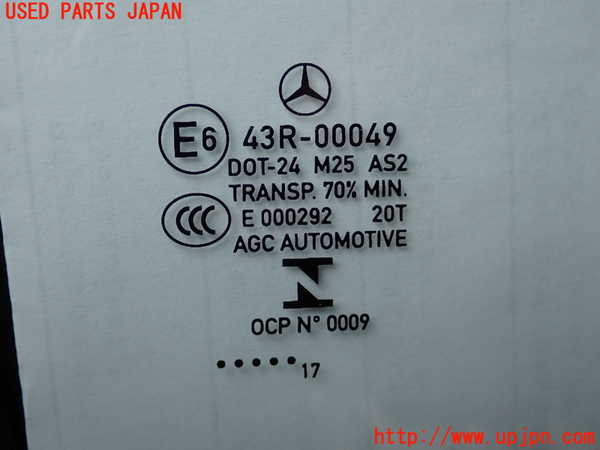 USED PARTS JAPAN
E6 43R-00049
DOT-24 M25 AS2
TRANSP. 70% MIN.
CCC E 000292 20T
AGC AUTOMOTIVE
OCP N° 0009
..... 17
http://www.upjpn.com/